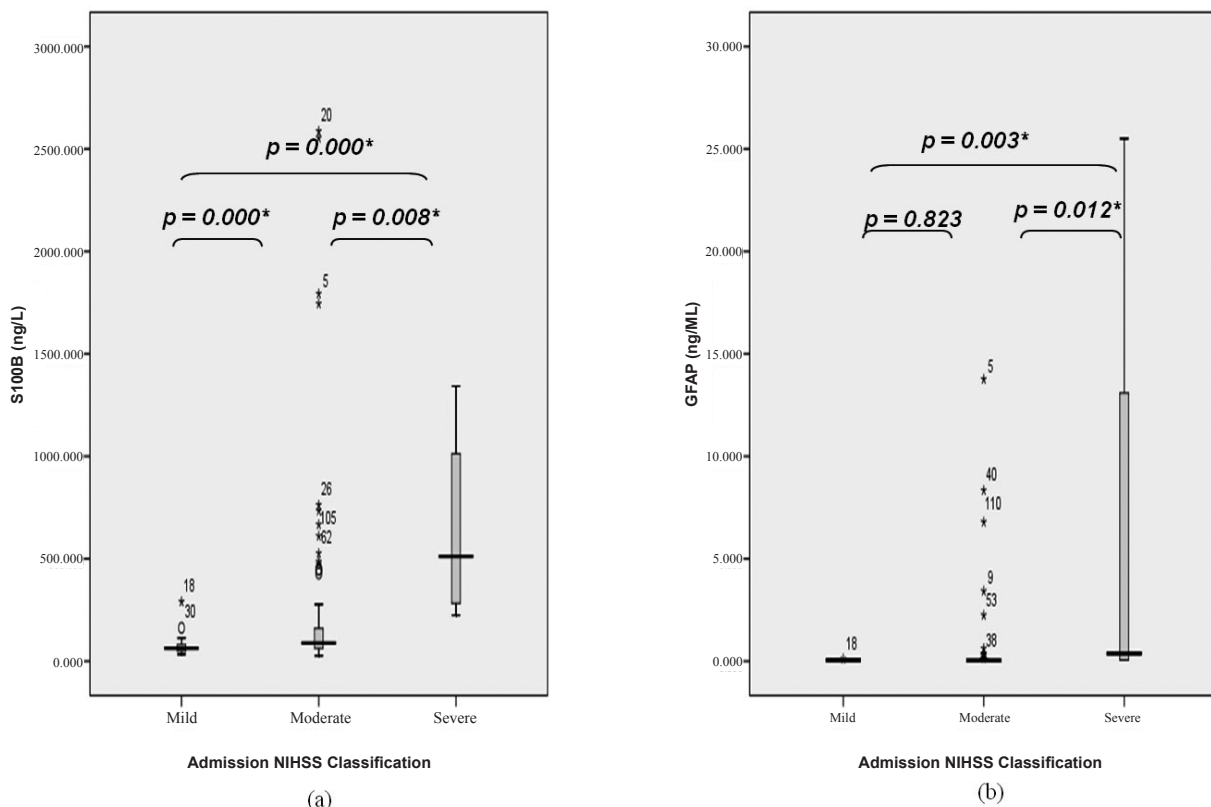 3000.000
20
2500.000
p = 0.000*
p = 0.000*
p = 0.008*
2000.000
5
1500.000
S100B (ng/L)
1000.000
26
105
62
500.000
18
30
0.000
Mild Moderate Severe
Admission NIHSS Classification
(a)
30.000
25.000
p = 0.003*
p = 0.823
p = 0.012*
20.000
15.000
5
GFAP (ng/ML)
10.000
40
110
5.000
9
53
38
18
0.000
Mild Moderate Severe
Admission NIHSS Classification
(b)